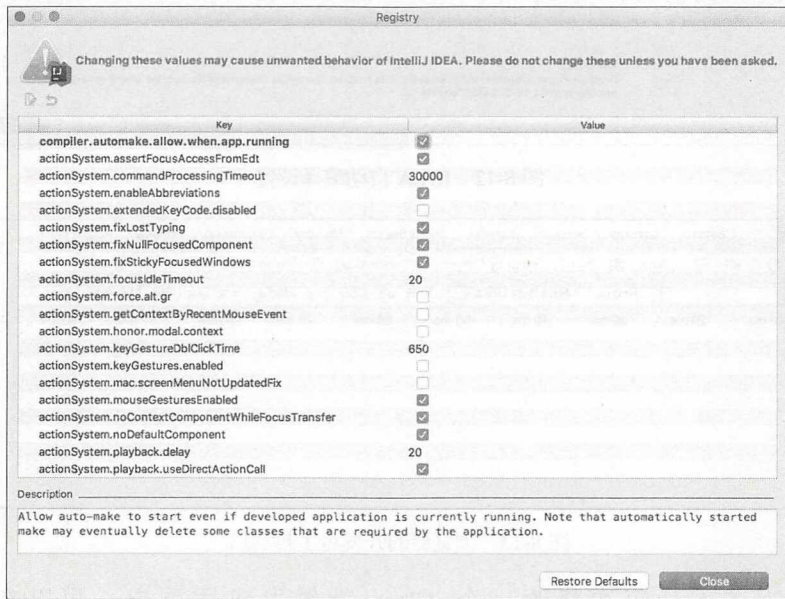 Registry
Changing these values may cause unwanted behavior of IntelliJ IDEA. Please do not change these unless you have been asked.
IJ
Key Value
compiler.automake.allow.when.app.running
actionSystem.assertFocusAccessFromEdt
actionSystem.commandProcessingTimeout 30000
actionSystem.enableAbbreviations
actionSystem.extendedKeyCode.disabled
actionSystem.fixLostTyping
actionSystem.fixNullFocusedComponent
actionSystem.fixStickyFocusedWindows
actionSystem.focusIdleTimeout 20
actionSystem.force.alt.gr
actionSystem.getContextByRecentMouseEvent
actionSystem.honor.modal.context
actionSystem.keyGestureDblClickTime 650
actionSystem.keyGestures.enabled
actionSystem.mac.screenMenuNotUpdatedFix
actionSystem.mouseGesturesEnabled
actionSystem.noContextComponentWhileFocusTransfer
actionSystem.noDefaultComponent
actionSystem.playback.delay 20
actionSystem.playback.useDirectActionCall
Description
Allow auto-make to start even if developed application is currently running. Note that automatically started
make may eventually delete some classes that are required by the application.
Restore Defaults Close